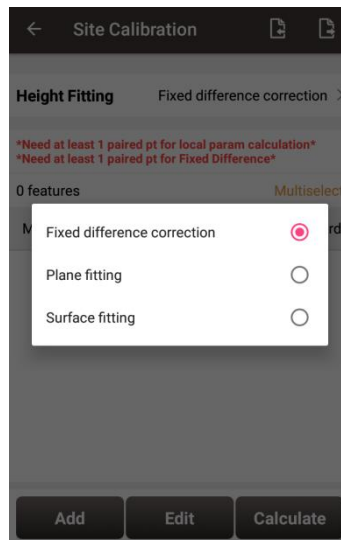 Site Calibration
Height Fitting Fixed difference correction
*Need at least 1 paired pt for local param calculation*
*Need at least 1 paired pt for Fixed Difference*
0 features Multiselect
Fixed difference correction
Plane fitting
Surface fitting
Add Edit Calculate